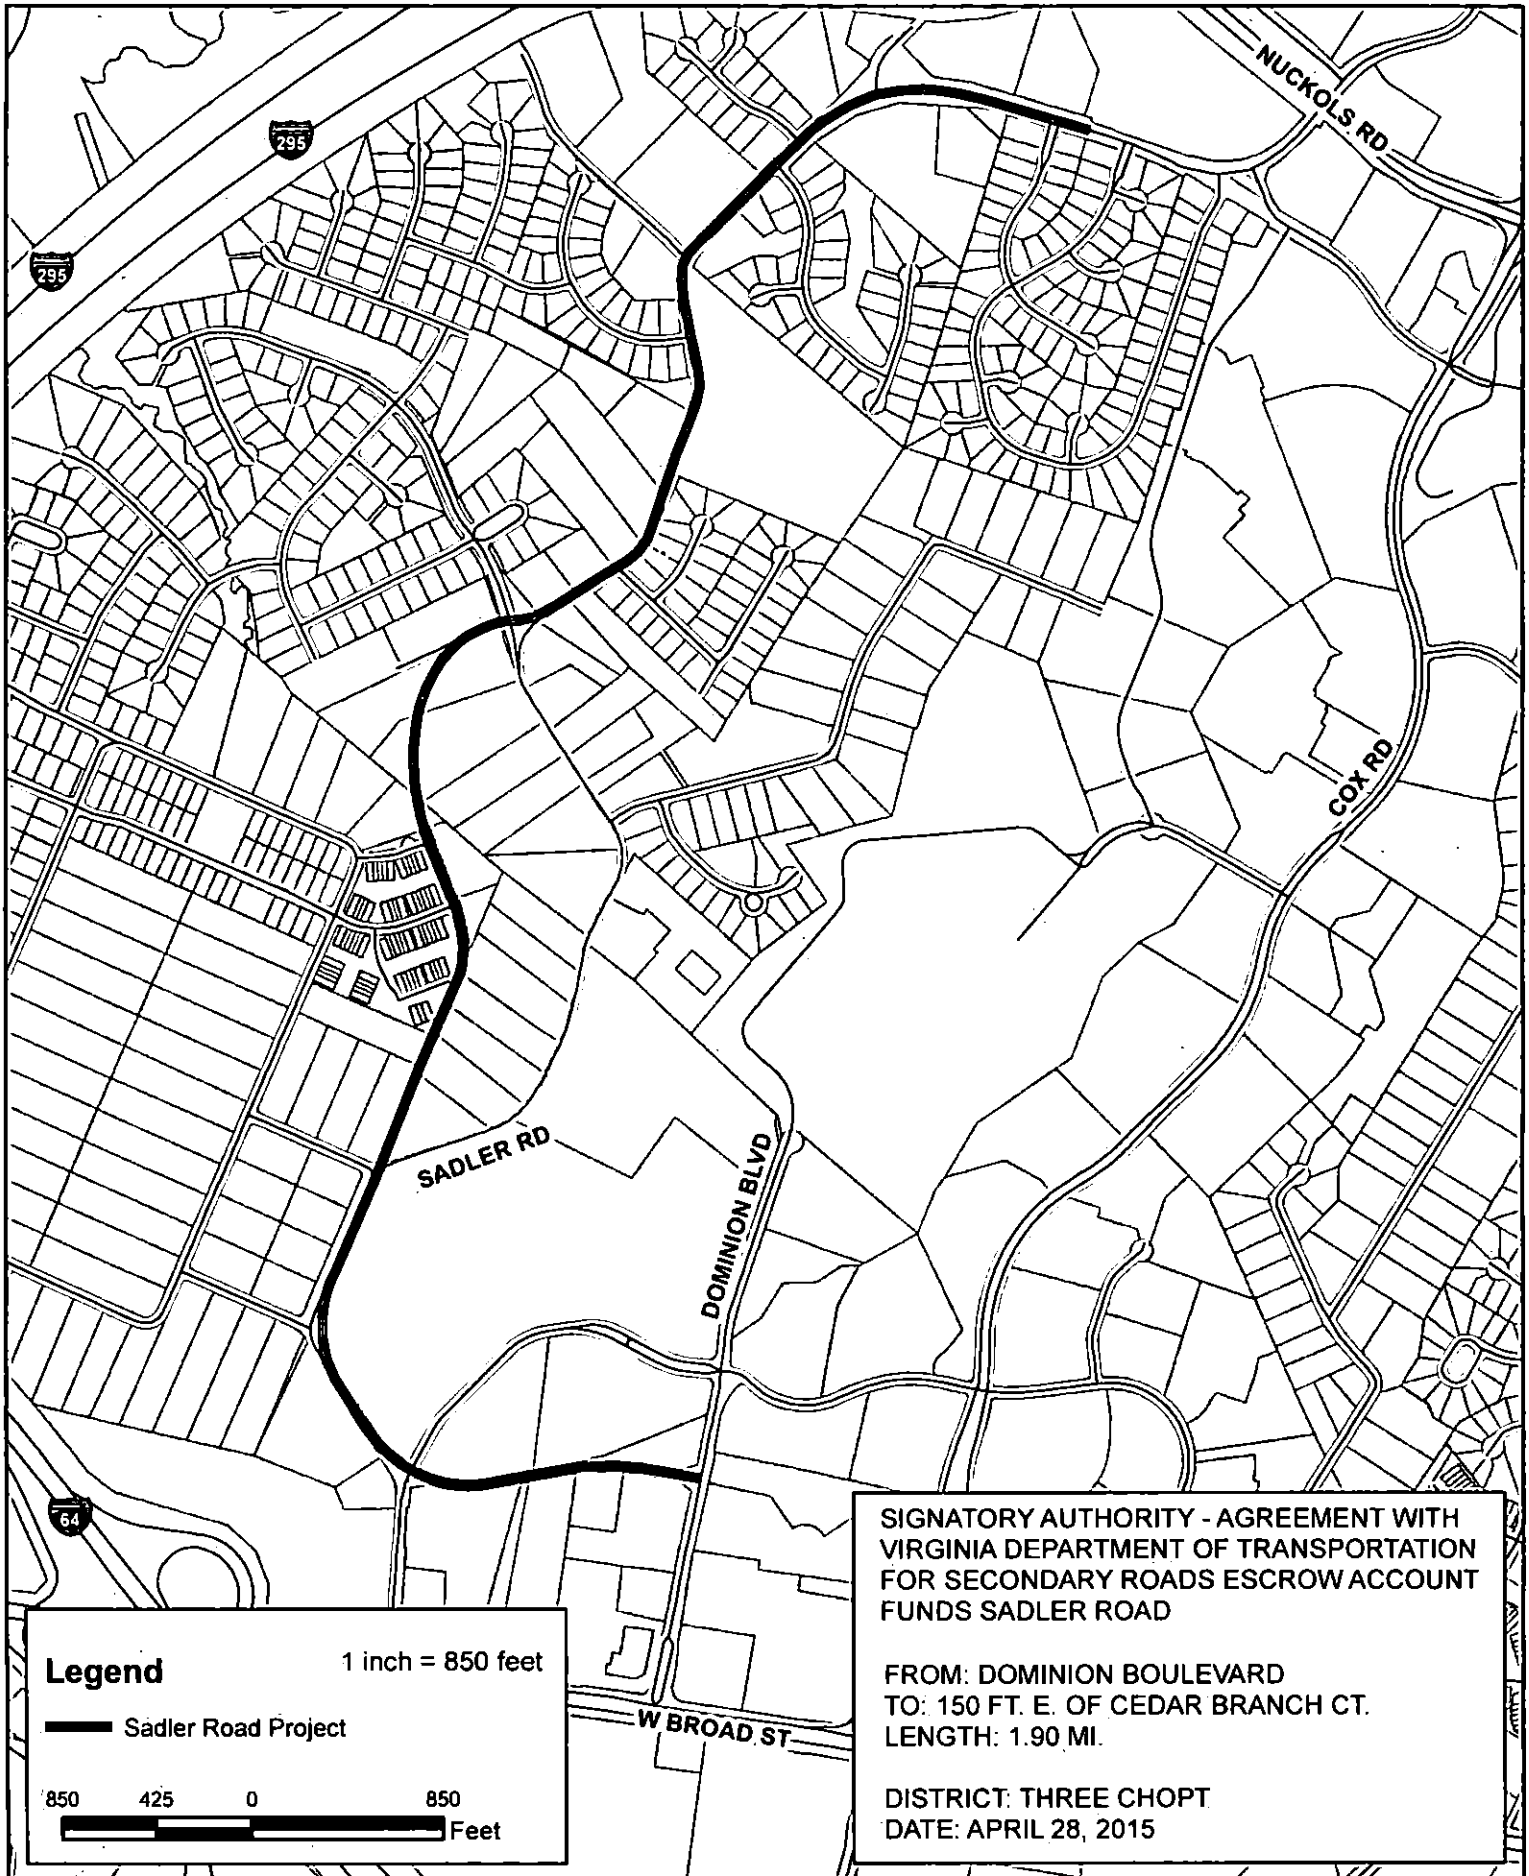 NUCKOLS RD
295
295
COX RD
SADLER RD
DOMINION BLVD
64
W BROAD ST
Legend
1 inch = 850 feet
Sadler Road Project
850 425 0 850
Feet
SIGNATORY AUTHORITY - AGREEMENT WITH
VIRGINIA DEPARTMENT OF TRANSPORTATION
FOR SECONDARY ROADS ESCROW ACCOUNT
FUNDS SADLER ROAD
FROM: DOMINION BOULEVARD
TO: 150 FT. E. OF CEDAR BRANCH CT.
LENGTH: 1.90 MI.
DISTRICT: THREE CHOPT
DATE: APRIL 28, 2015